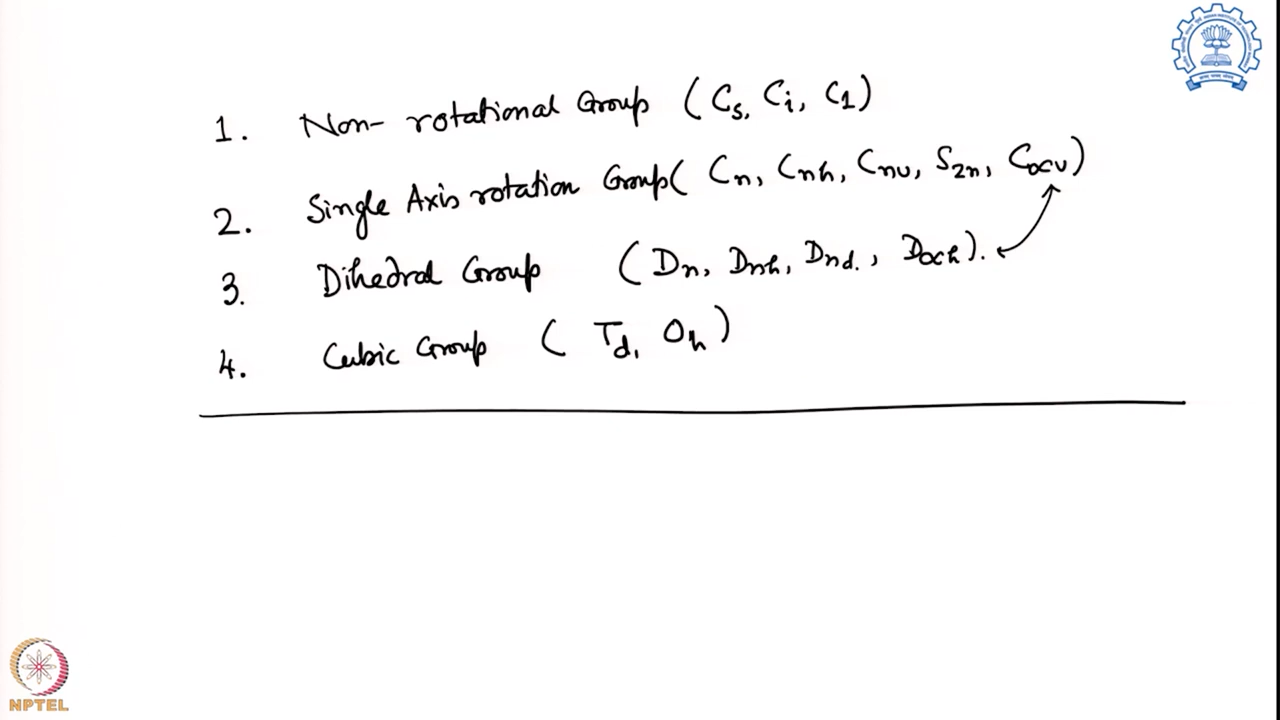 1. Non-rotational Group (Cs, Ci, C1)
2. Single Axis rotation Group (Cn, Cnh, Cnv, S2n, C∞v)
3. Dihedral Group (Dn, Dnh, Dnd, D∞h).
4. Cubic Group (Td, Oh)
NPTEL